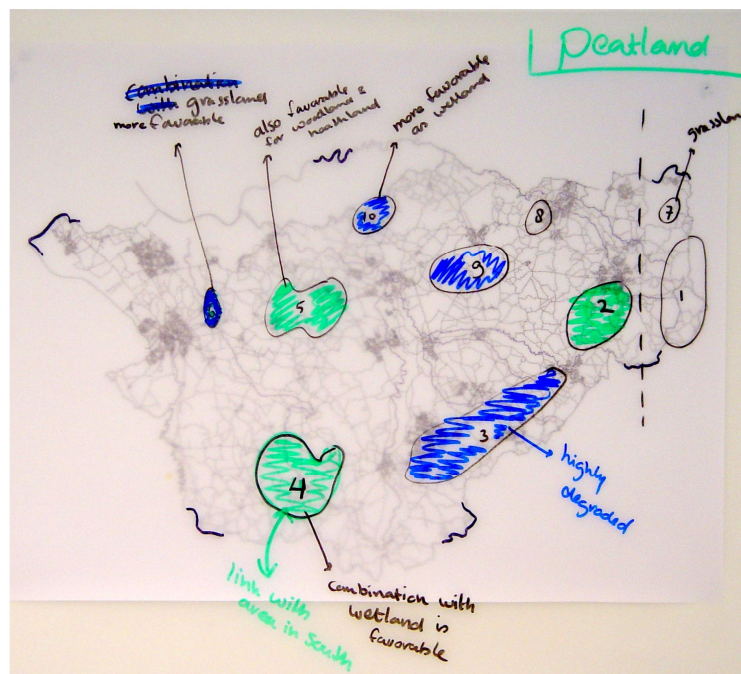 Peatland
combination
with grassland
more favorable
also favorable
for woodland &
heathland
more favorable
as wetland
grasslan
10
8
7
9
1
5
2
3
4
highly
degraded
link with
area in South
combination with
wetland is
favorable